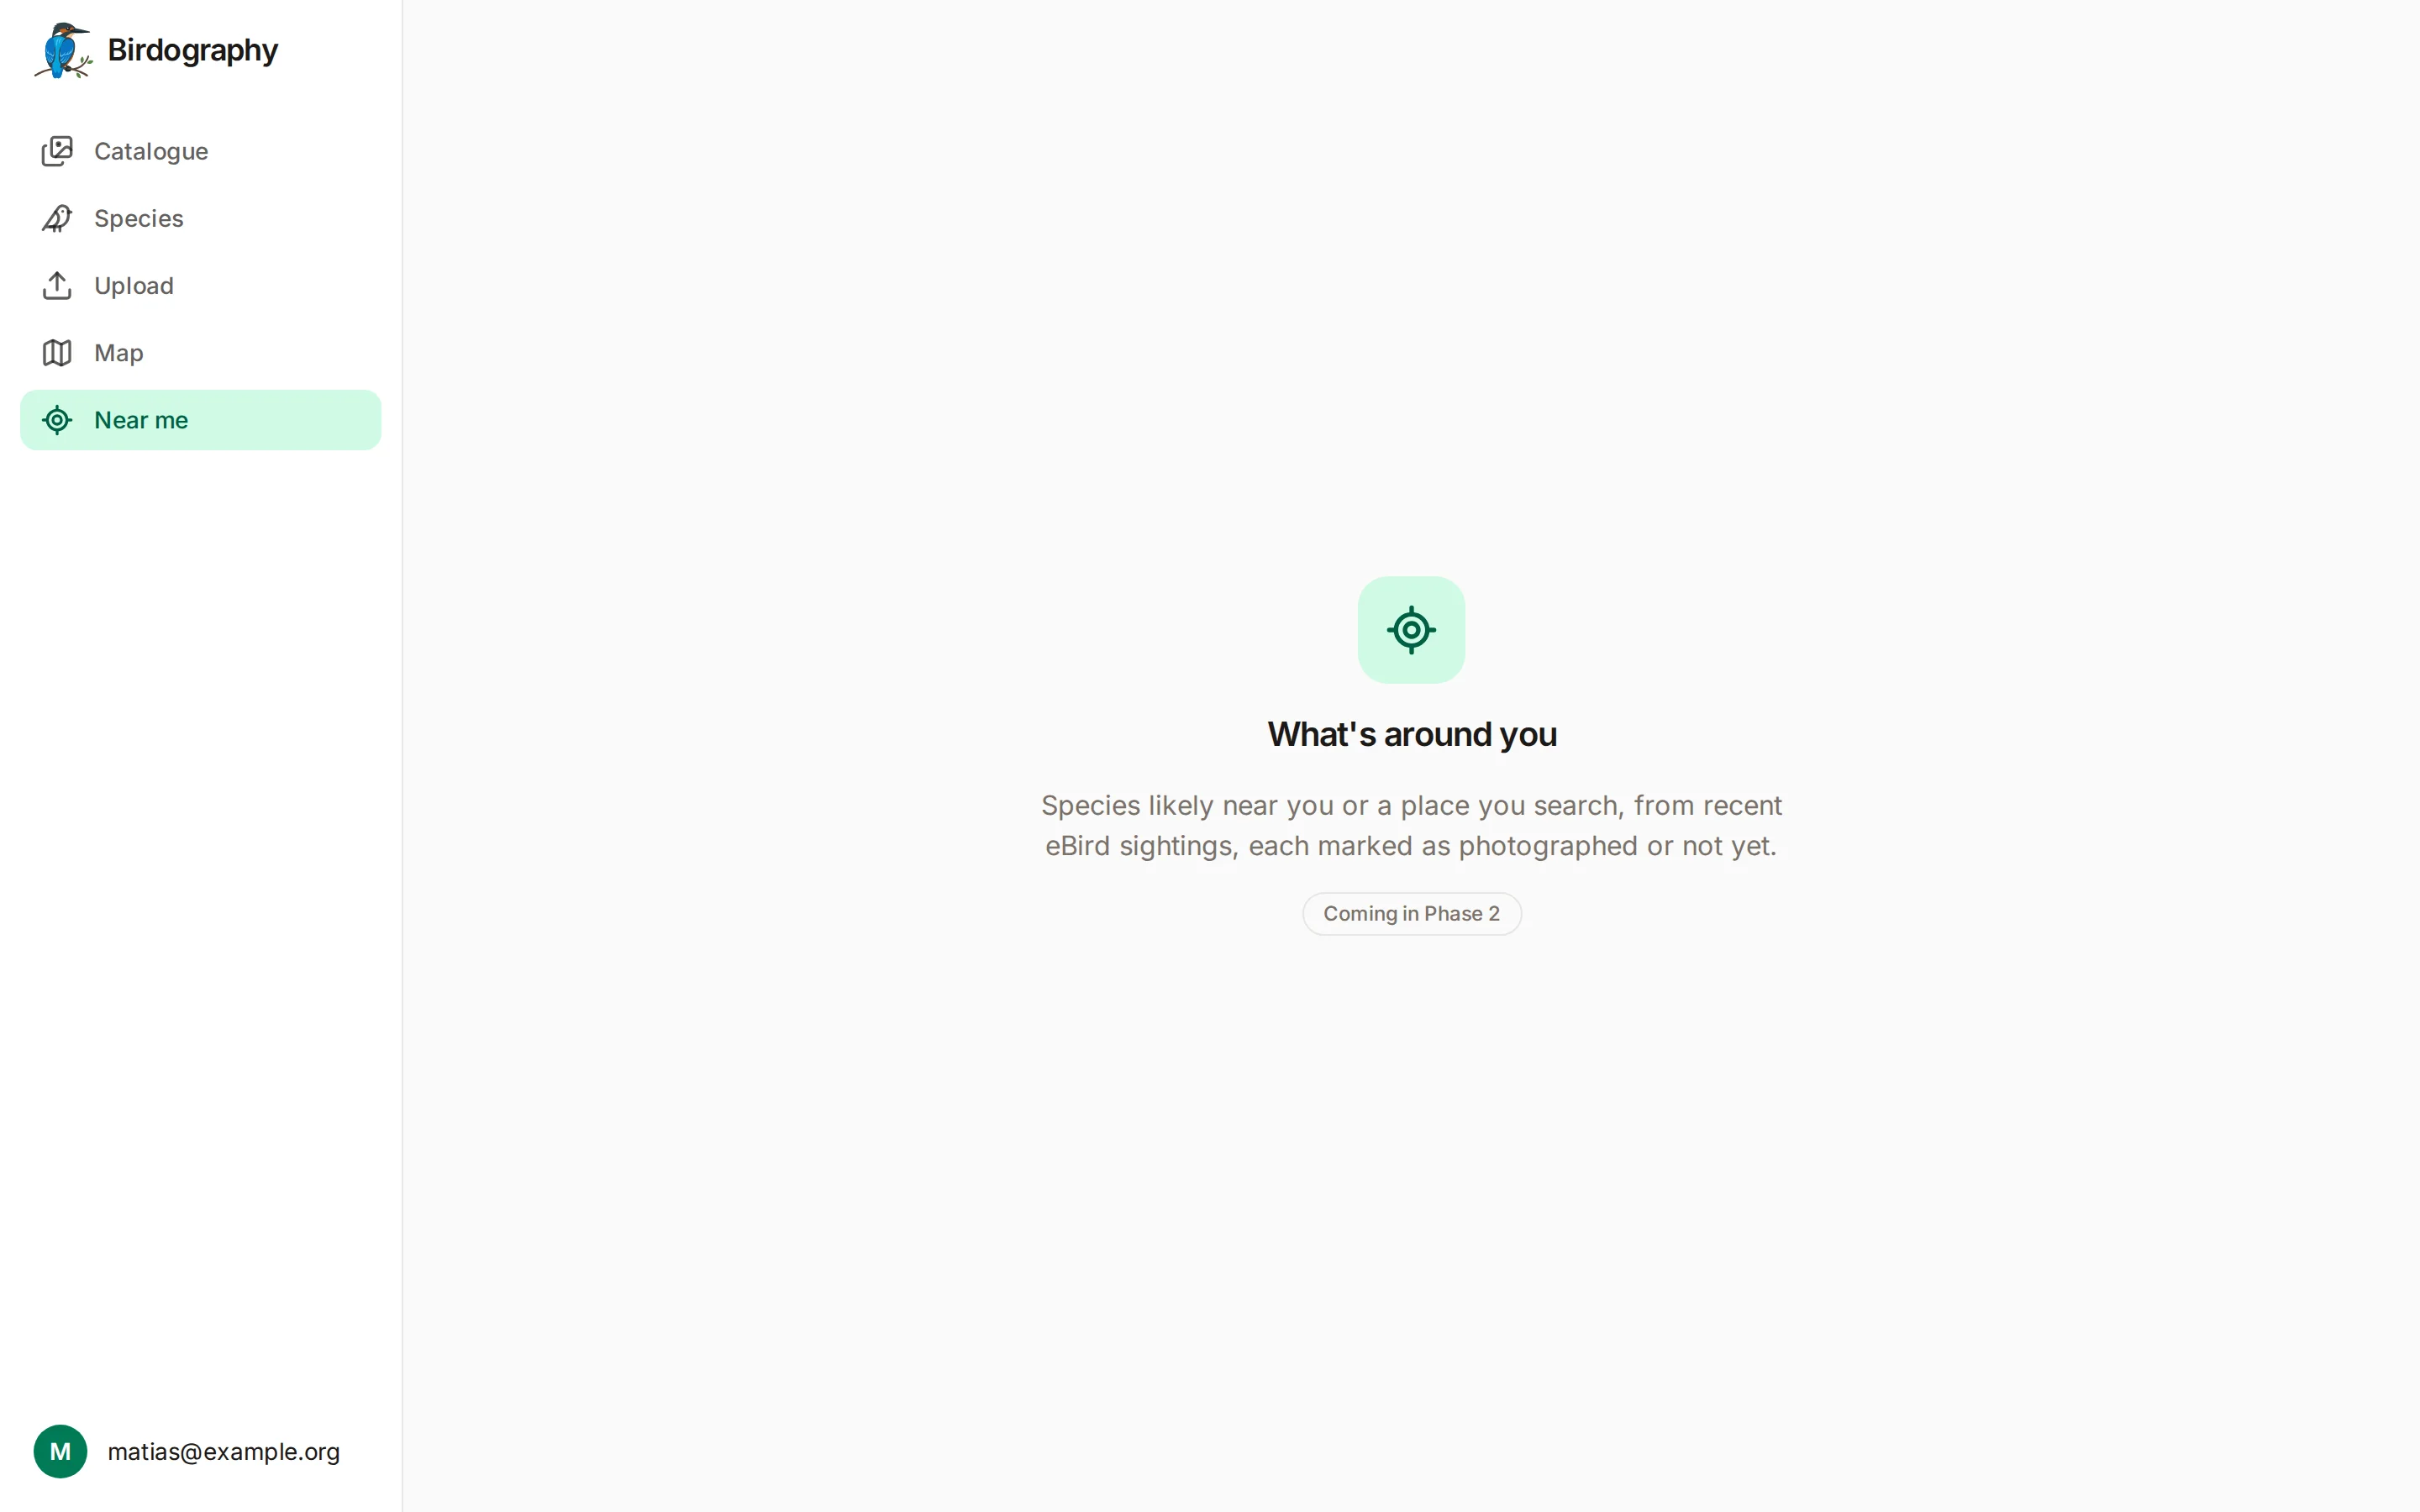 Birdography
Catalogue
Species
Upload
Map
Near me
What's around you
Species likely near you or a place you search, from recent
eBird sightings, each marked as photographed or not yet.
Coming in Phase 2
M
matias@example.org